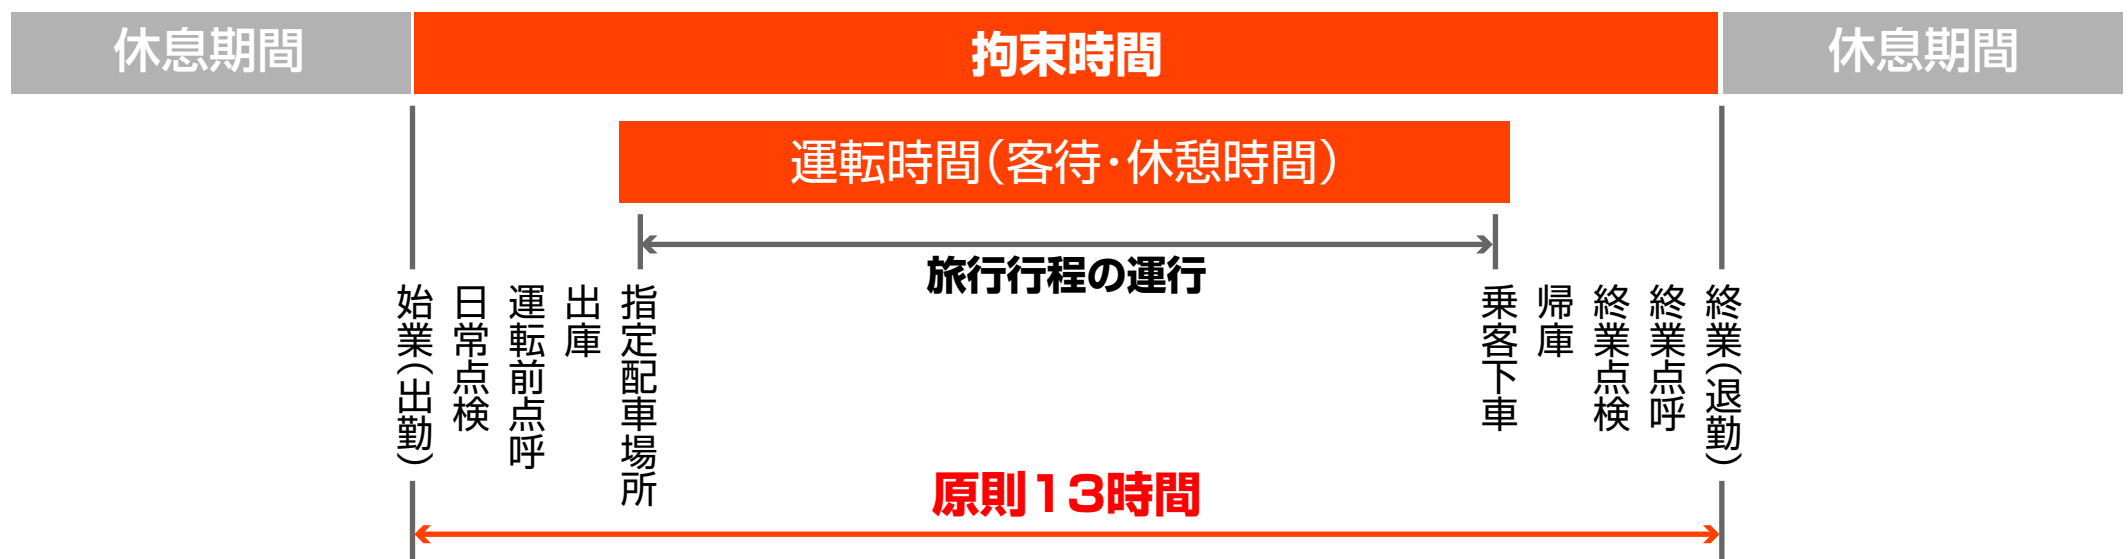 休息期間
拘束時間
休息期間
運転時間(客待・休憩時間)
旅行行程の運行
始業(出勤)
日常点検
運転前点呼
出庫
指定配車場所
乗客下車
帰庫
終業点検
終業点呼
終業(退勤)
原則13時間